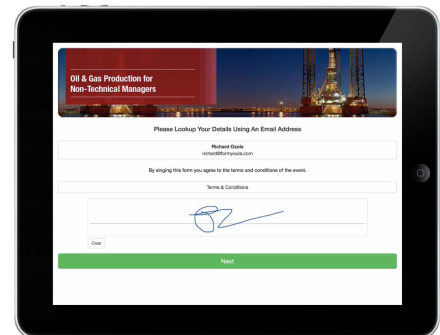 Oil & Gas Production for
Non-Technical Managers
Please Lookup Your Details Using An Email Address
Richard Ozols
richard@formyoula.com
By singing this form you agree to the terms and conditions of the event.
Terms & Conditions
Clear
Next